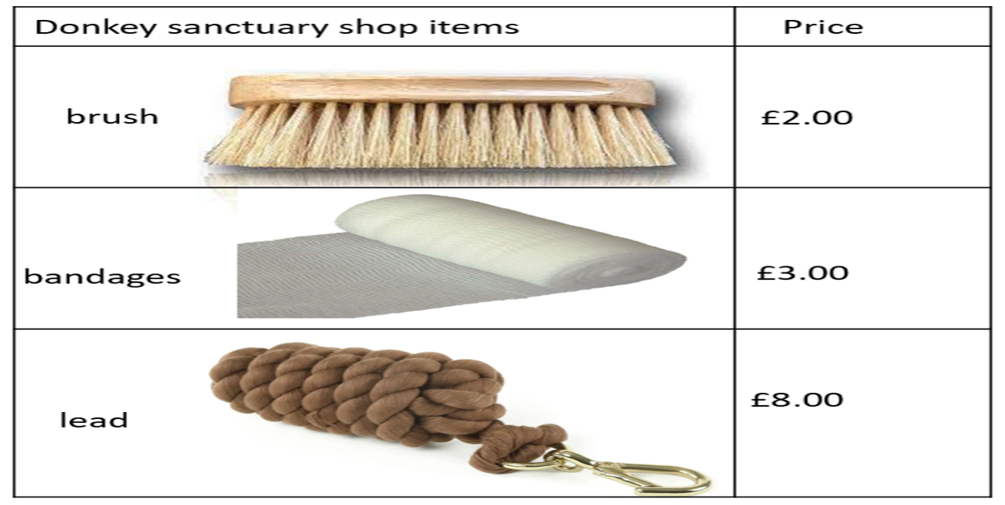 Donkey sanctuary shop items Price
brush £2.00
bandages £3.00
lead £8.00